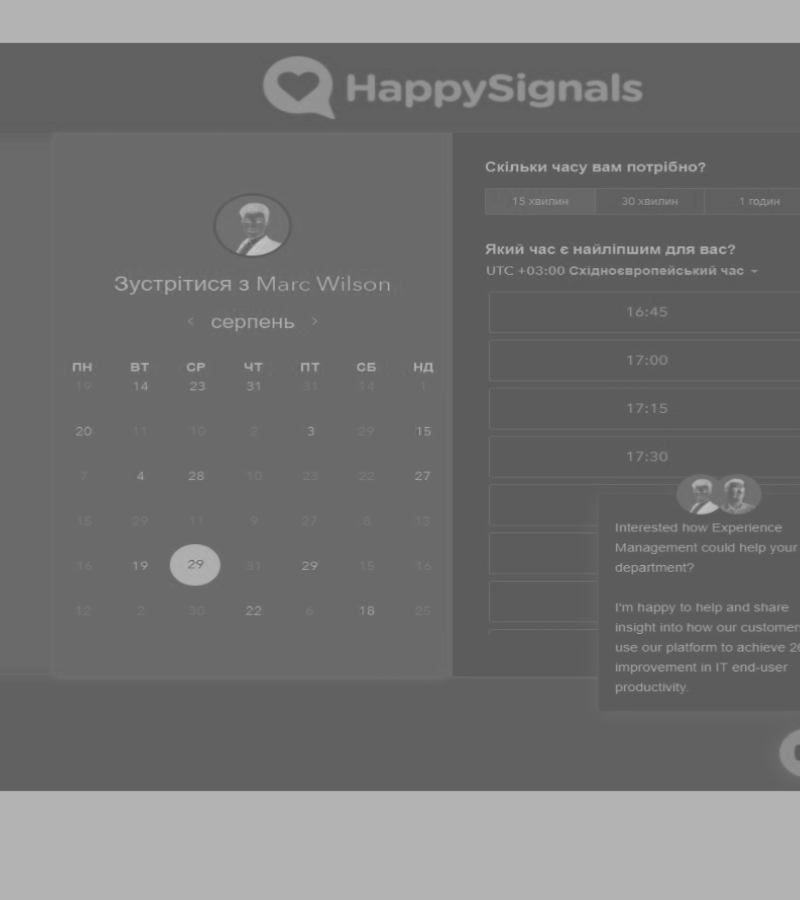 HappySignals
Зустрітися з Marc Wilson
серпень
ПН ВТ СР ЧТ ПТ СБ НД
19 14 23 31 31 14 1
20 11 10 2 3 29 15
7 4 28 10 23 22 27
15 29 11 9 27 8 13
16 19 29 31 29 15 16
12 2 30 22 6 18 25
Скільки часу вам потрібно?
15 хвилин 30 хвилин 1 годин
Який час є найліпшим для вас?
UTC +03:00 Східноєвропейський час
16:45
17:00
17:15
17:30
Interested how Experience
Management could help your
department?
I'm happy to help and share
insight into how our customers
use our platform to achieve
improvement in IT end-user
productivity.